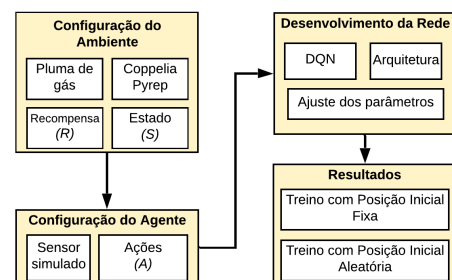 Configuração do
Ambiente
Pluma de
gás
Coppelia
Pyrep
Recompensa
(R)
Estado
(S)
Configuração do Agente
Sensor
simulado
Ações
(A)
Desenvolvimento da Rede
DQN
Arquitetura
Ajuste dos parâmetros
Resultados
Treino com Posição Inicial
Fixa
Treino com Posição Inicial
Aleatória